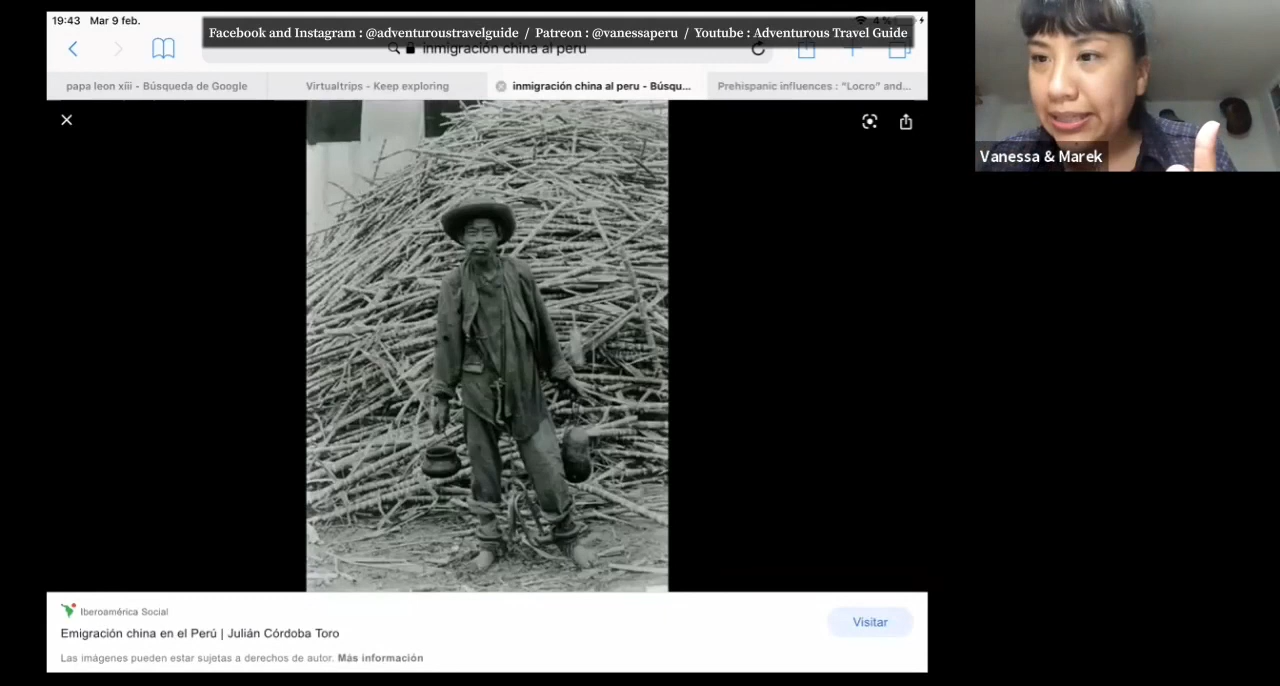 19:43 Mar 9 feb.
4 %
Facebook and Instagram : @adventuroustravelguide / Patreon : @vanessaperu / Youtube : Adventurous Travel Guide
inmigración china al peru
papa leon xiii - Búsqueda de Google
Virtualtrips - Keep exploring
inmigración china al peru - Búsqu...
Prehispanic influences : “Locro” and...
Vanessa & Marek
Iberoamérica Social
Emigración china en el Perú | Julián Córdoba Toro
Visitar
Las imágenes pueden estar sujetas a derechos de autor. Más información